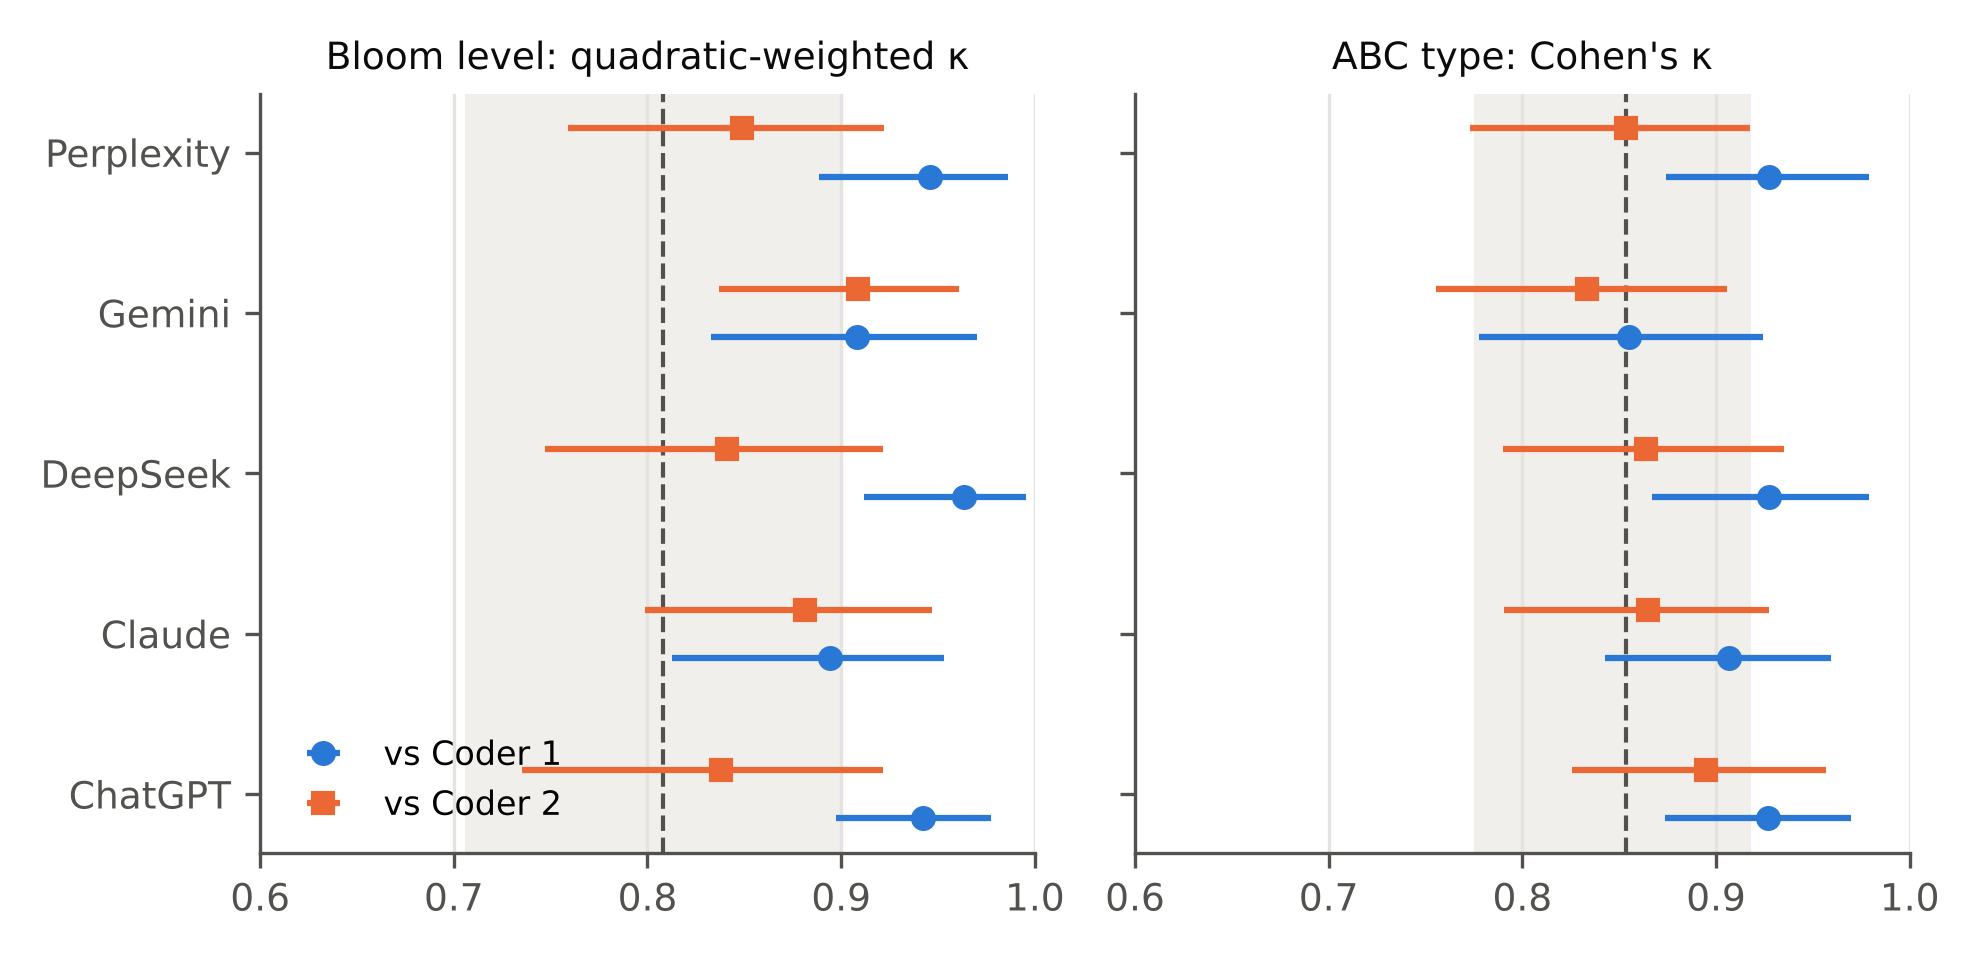 Bloom level: quadratic-weighted κ
ABC type: Cohen's κ
Perplexity
Gemini
DeepSeek
Claude
ChatGPT
vs Coder 1
vs Coder 2
0.6 0.7 0.8 0.9 1.0
0.6 0.7 0.8 0.9 1.0